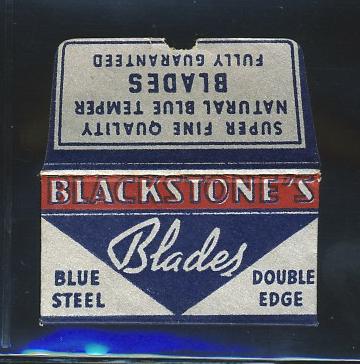 SUPER FINE QUALITY
NATURAL BLUE TEMPER
BLADES
FULLY GUARANTEED
BLACKSTONE'S
Blades
BLUE
STEEL
DOUBLE
EDGE